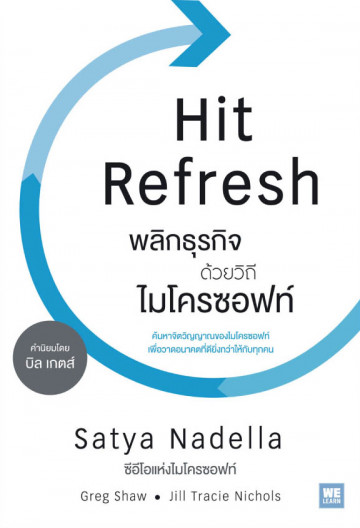 Hit
Refresh
พลิกธุรกิจ
ด้วยวิถี
ไมโครซอฟท์
ค้นหาจิตวิญญาณของไมโครซอฟท์
เพื่อวาดอนาคตที่ดียิ่งกว่าให้กับทุกคน
คำนิยมโดย
บิล เกตส์
Satya Nadella
ซีอีโอแห่งไมโครซอฟท์
Greg Shaw • Jill Tracie Nichols
WE
LEARN